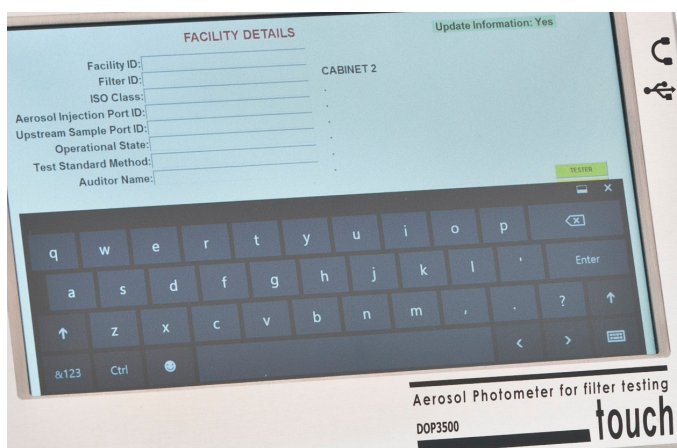 FACILITY DETAILS
Update Information: Yes
Facility ID:
Filter ID:
CABINET 2
ISO Class:
.
Aerosol Injection Port ID:
.
Upstream Sample Port ID:
.
Operational State:
.
Test Standard Method:
.
Auditor Name:
.
TESTER
q w e r t y u i o p
a s d f g h j k l ' Enter
z x c v b n m , . ?
&123 Ctrl < >
Aerosol Photometer for filter testing
DOP3500
touch